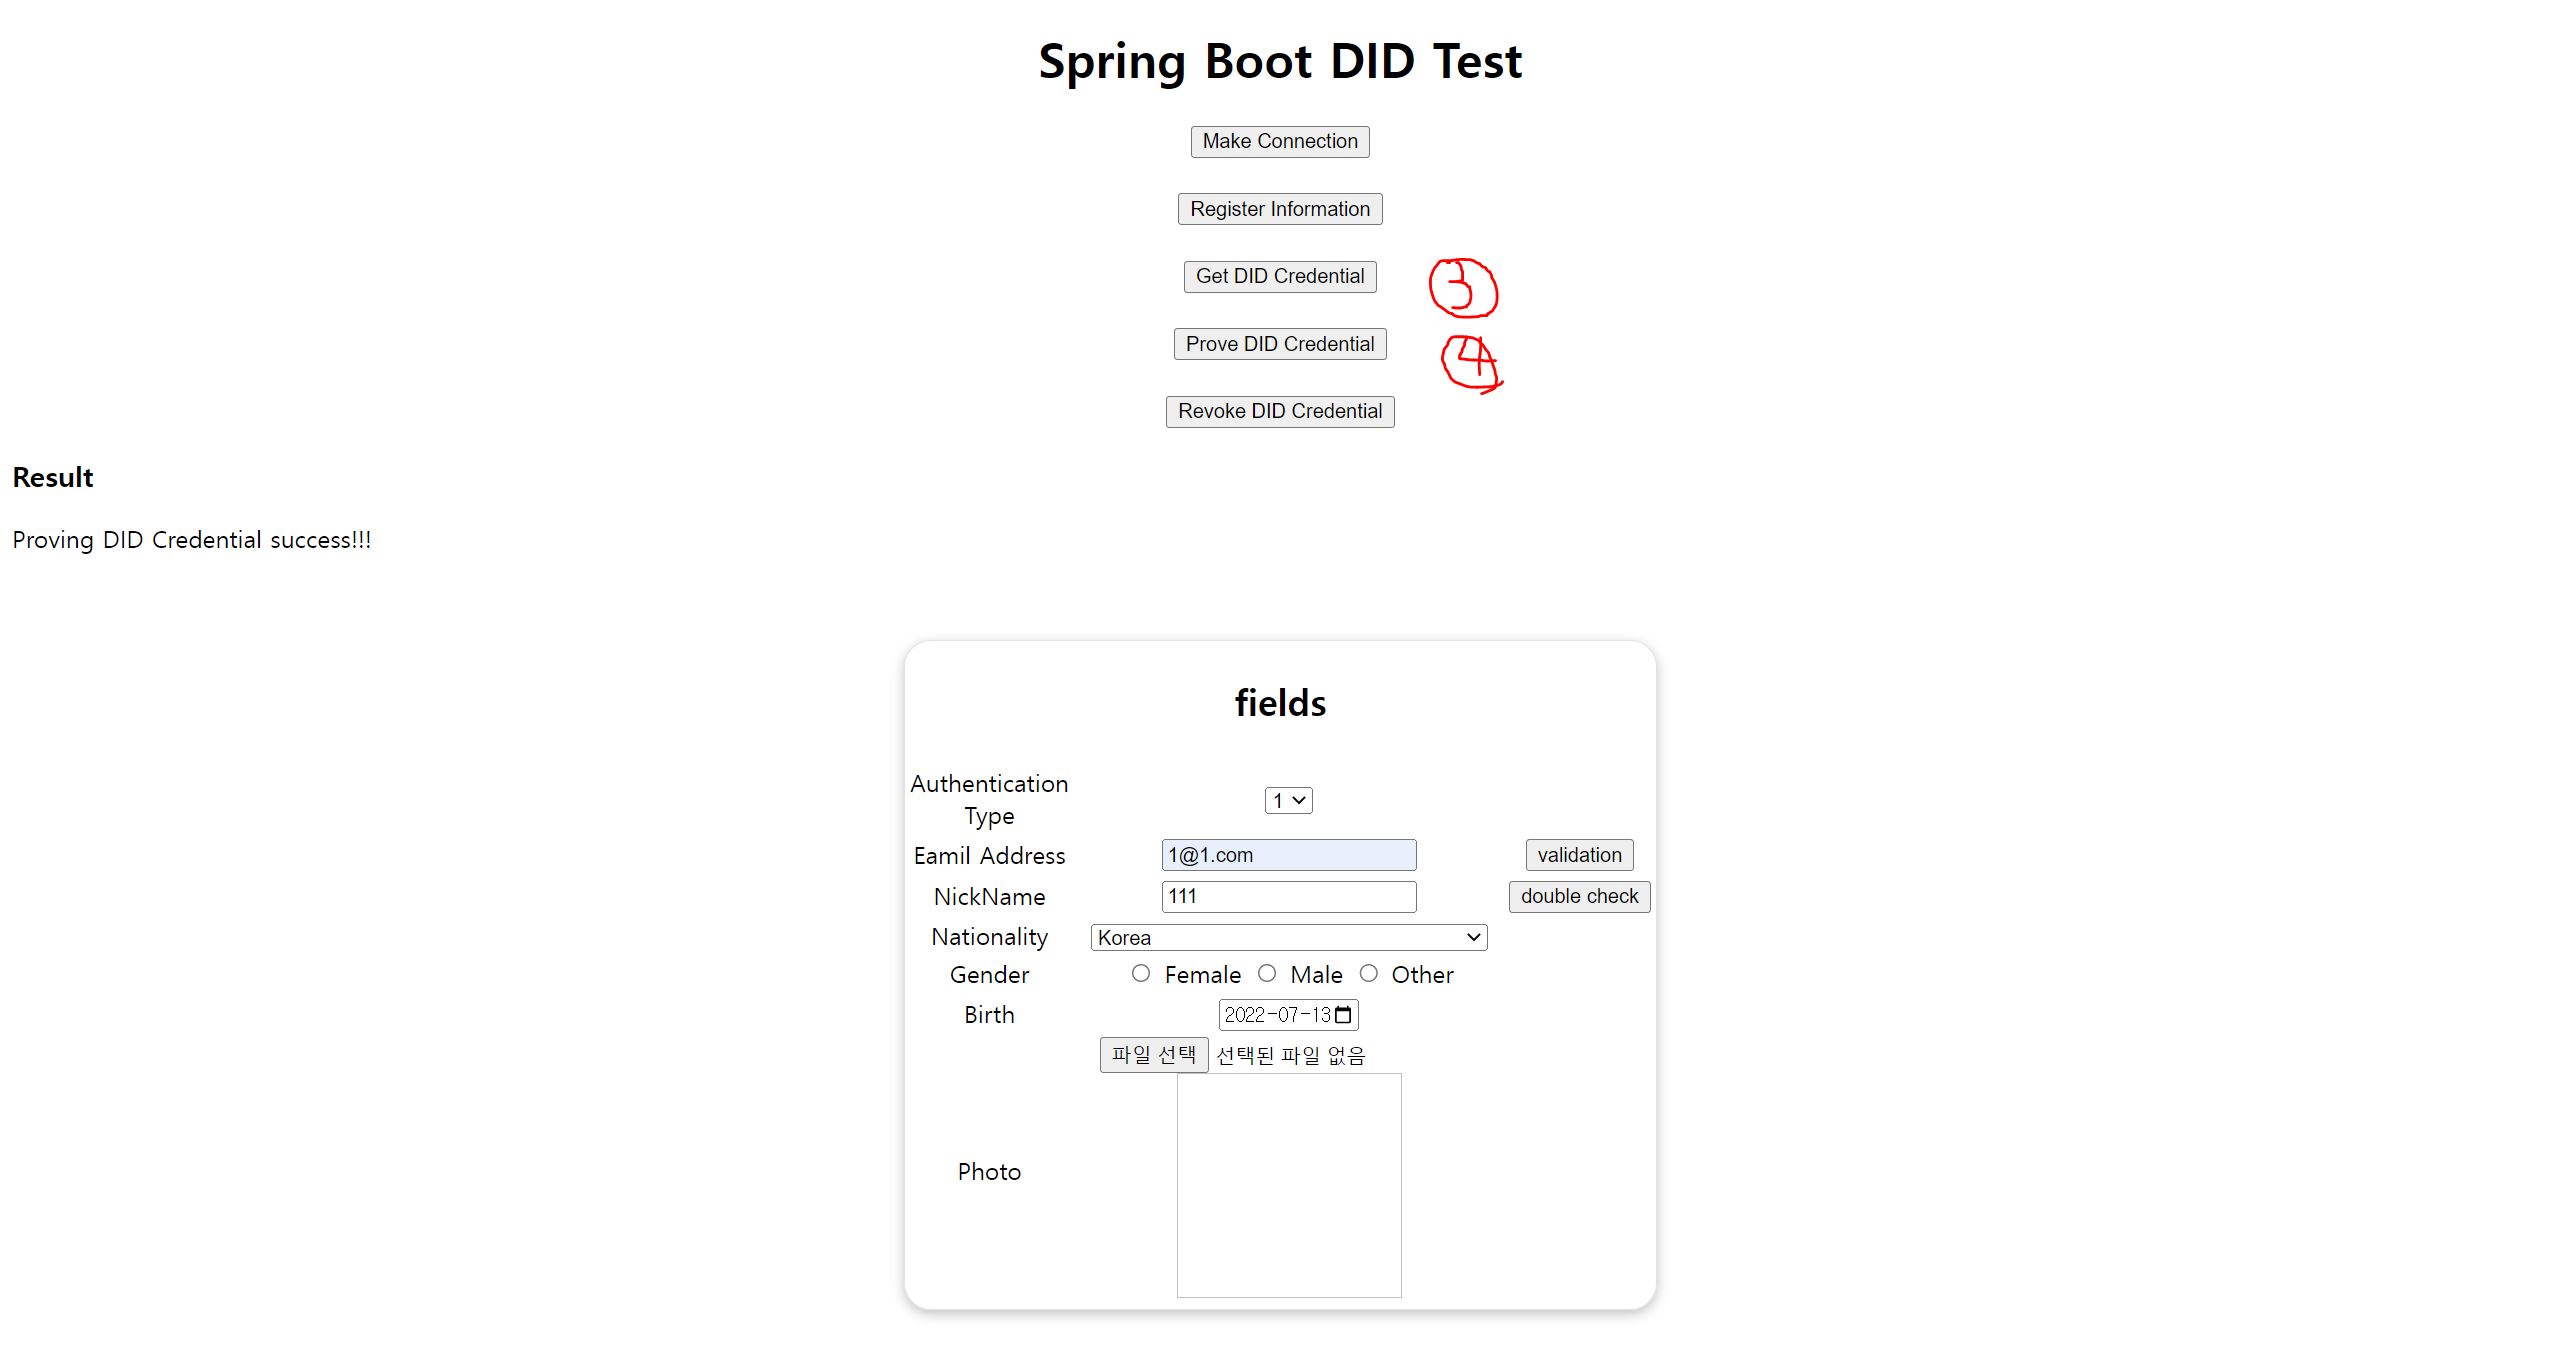 Spring Boot DID Test
Make Connection
Register Information
Get DID Credential 3
Prove DID Credential 4
Revoke DID Credential
Result
Proving DID Credential success!!!
fields
Authentication
Type
1
Eamil Address 1@1.com validation
NickName 111 double check
Nationality Korea
Gender Female Male Other
Birth 2022-07-13
파일 선택 선택된 파일 없음
Photo